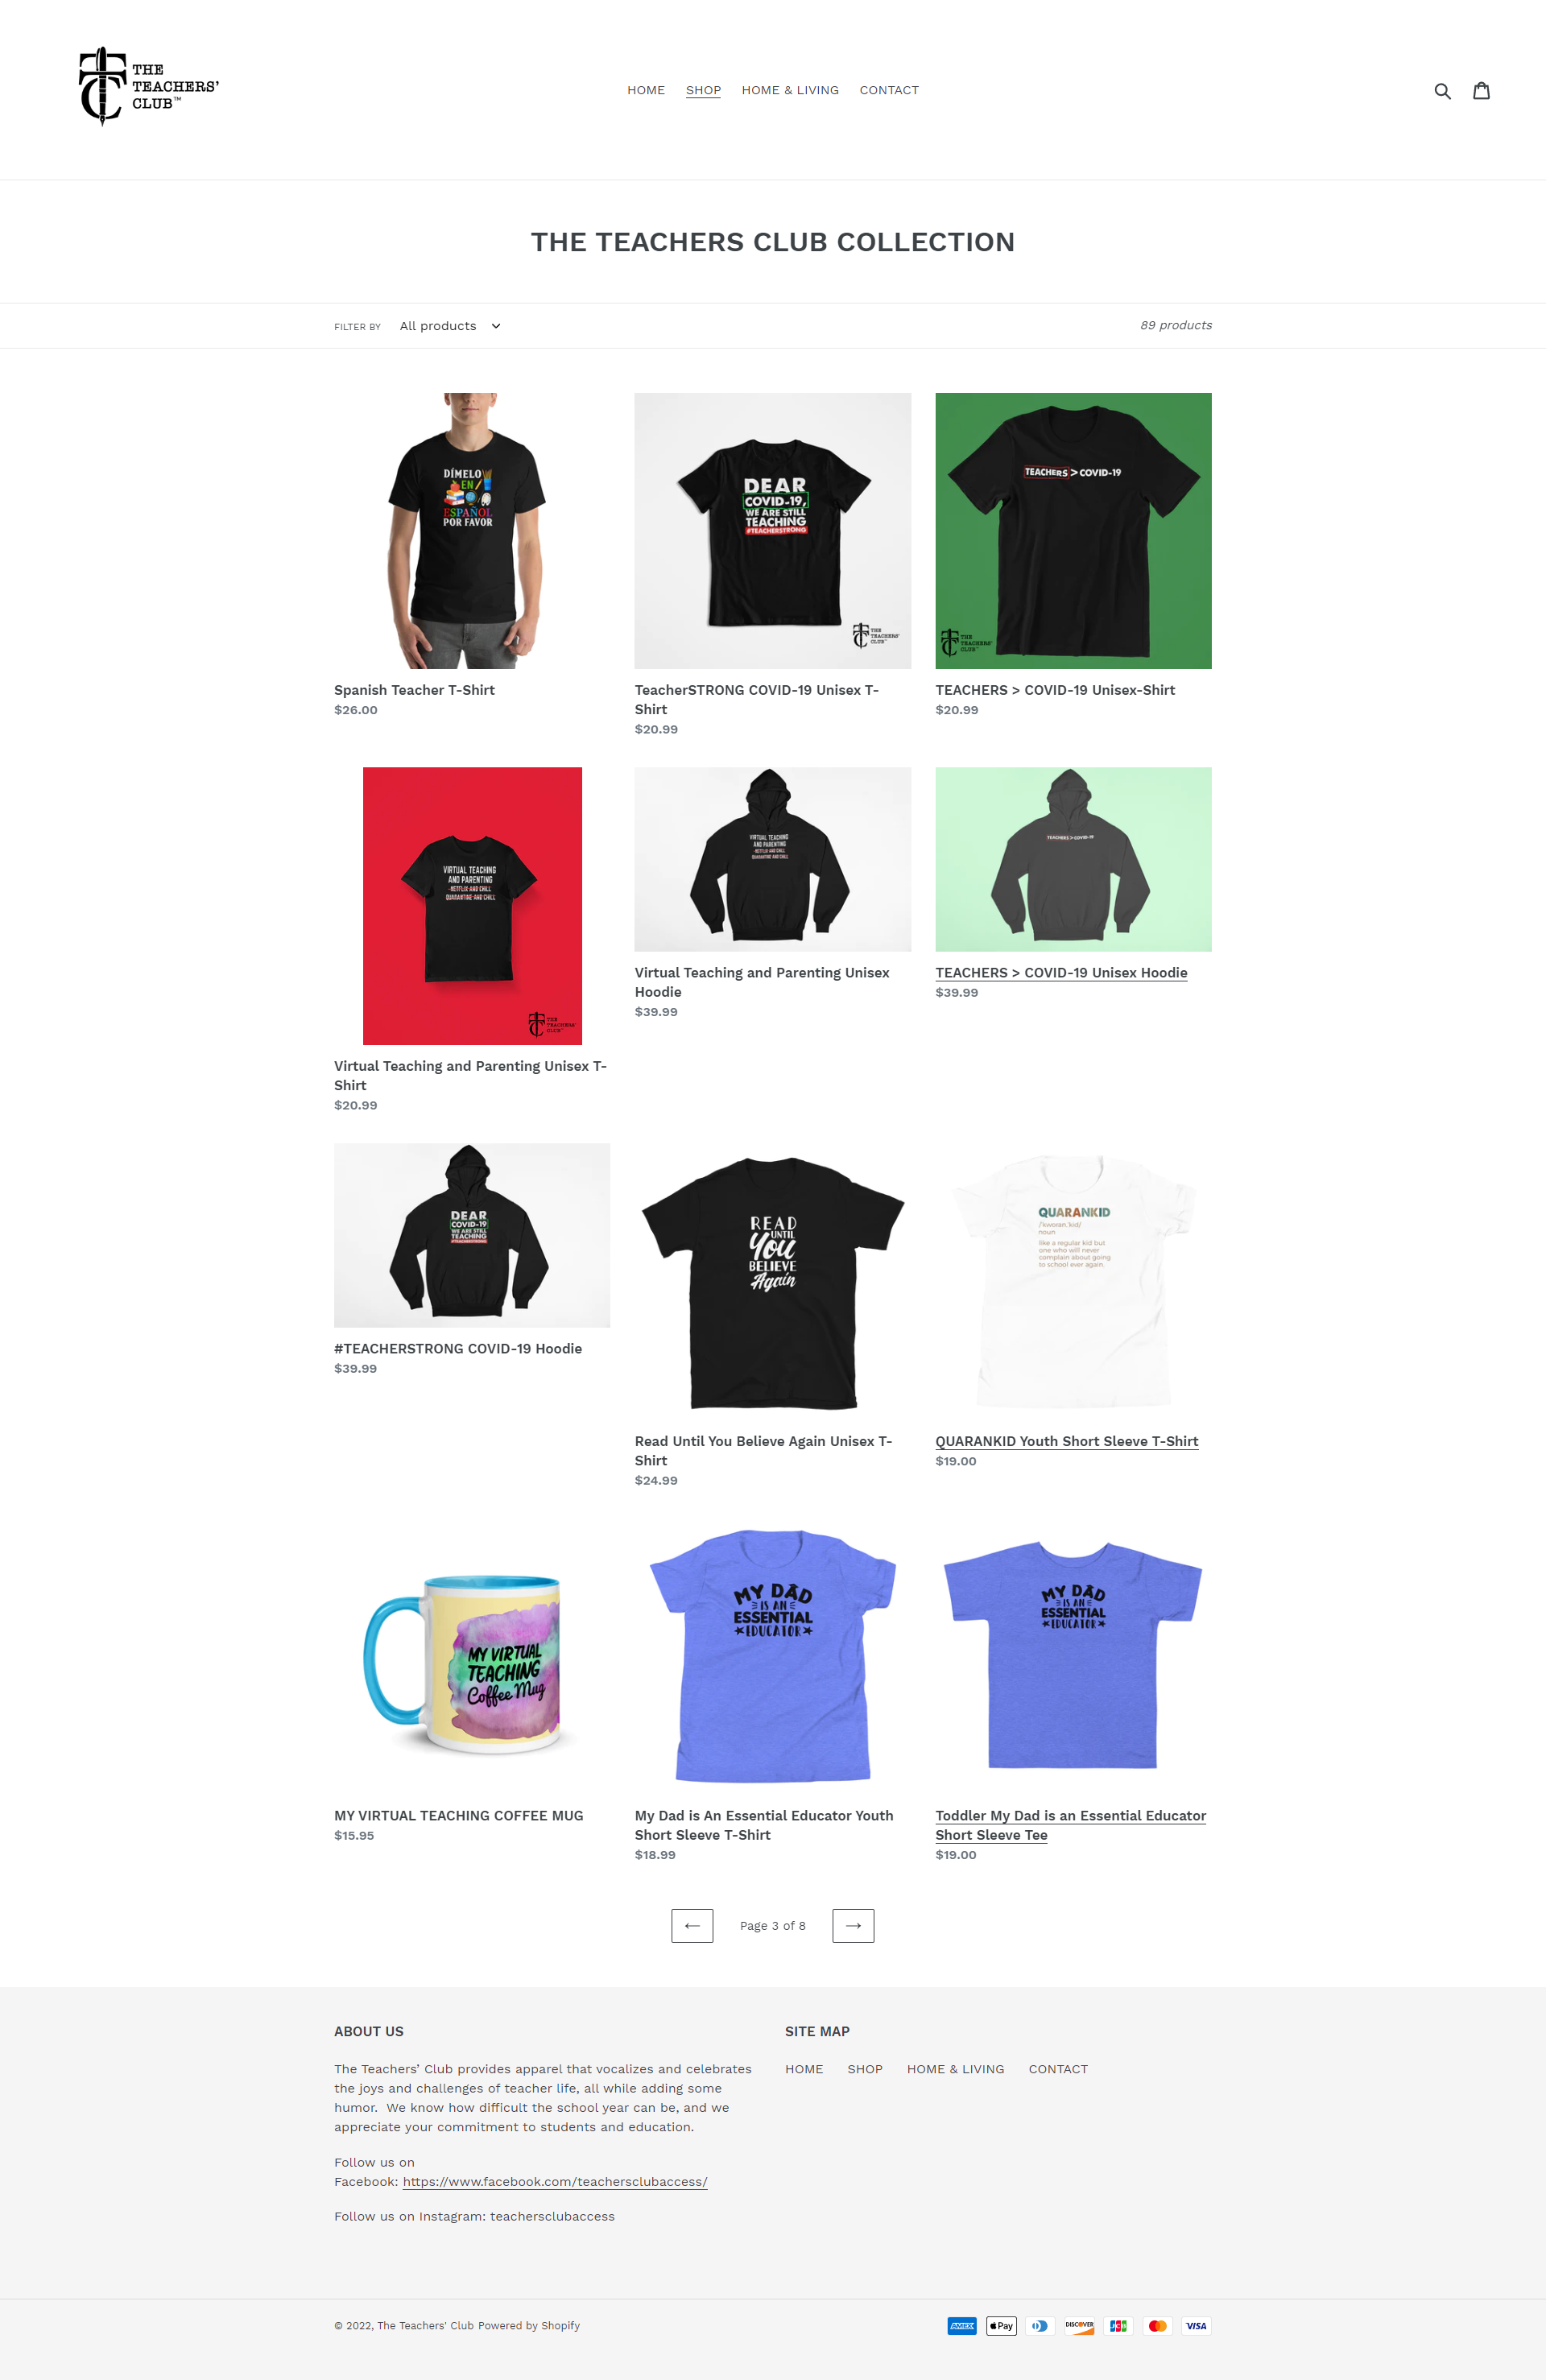 THE
TEACHERS'
CLUB™
HOME SHOP HOME & LIVING CONTACT
THE TEACHERS CLUB COLLECTION
FILTER BY All products
89 products
DÍMELO
EN
ESPAÑOL
POR FAVOR
DEAR
COVID-19,
WE ARE STILL
TEACHING
#TEACHERSTRONG
THE
TEACHERS'
CLUB™
TEACHERS > COVID-19
THE
TEACHERS'
CLUB™
Spanish Teacher T-Shirt
$26.00
TeacherSTRONG COVID-19 Unisex T-
Shirt
$20.99
TEACHERS > COVID-19 Unisex-Shirt
$20.99
VIRTUAL TEACHING
AND PARENTING
NETFLIX AND CHILL
QUARANTINE AND CHILL
THE
TEACHERS'
CLUB™
VIRTUAL TEACHING
AND PARENTING
NETFLIX AND CHILL
QUARANTINE AND CHILL
TEACHERS > COVID-19
Virtual Teaching and Parenting Unisex T-
Shirt
$20.99
Virtual Teaching and Parenting Unisex
Hoodie
$39.99
TEACHERS > COVID-19 Unisex Hoodie
$39.99
DEAR
COVID-19
WE ARE STILL
TEACHING
#TEACHERSTRONG
READ
UNTIL
You
BELIEVE
Again
QUARANKID
/'kwɒran,kid/
noun
like a regular kid but
one who will never
complain about going
to school ever again.
#TEACHERSTRONG COVID-19 Hoodie
$39.99
Read Until You Believe Again Unisex T-
Shirt
$24.99
QUARANKID Youth Short Sleeve T-Shirt
$19.00
MY VIRTUAL
TEACHING
Coffee Mug
MY DAD
IS AN
ESSENTIAL
EDUCATOR
MY DAD
IS AN
ESSENTIAL
EDUCATOR
MY VIRTUAL TEACHING COFFEE MUG
$15.95
My Dad is An Essential Educator Youth
Short Sleeve T-Shirt
$18.99
Toddler My Dad is an Essential Educator
Short Sleeve Tee
$19.00
← Page 3 of 8 →
ABOUT US
The Teachers’ Club provides apparel that vocalizes and celebrates
the joys and challenges of teacher life, all while adding some
humor. We know how difficult the school year can be, and we
appreciate your commitment to students and education.
Follow us on
Facebook: https://www.facebook.com/teachersclubaccess/
Follow us on Instagram: teachersclubaccess
SITE MAP
HOME SHOP HOME & LIVING CONTACT
© 2022, The Teachers' Club Powered by Shopify
AMEX Pay DISCOVER JCB VISA